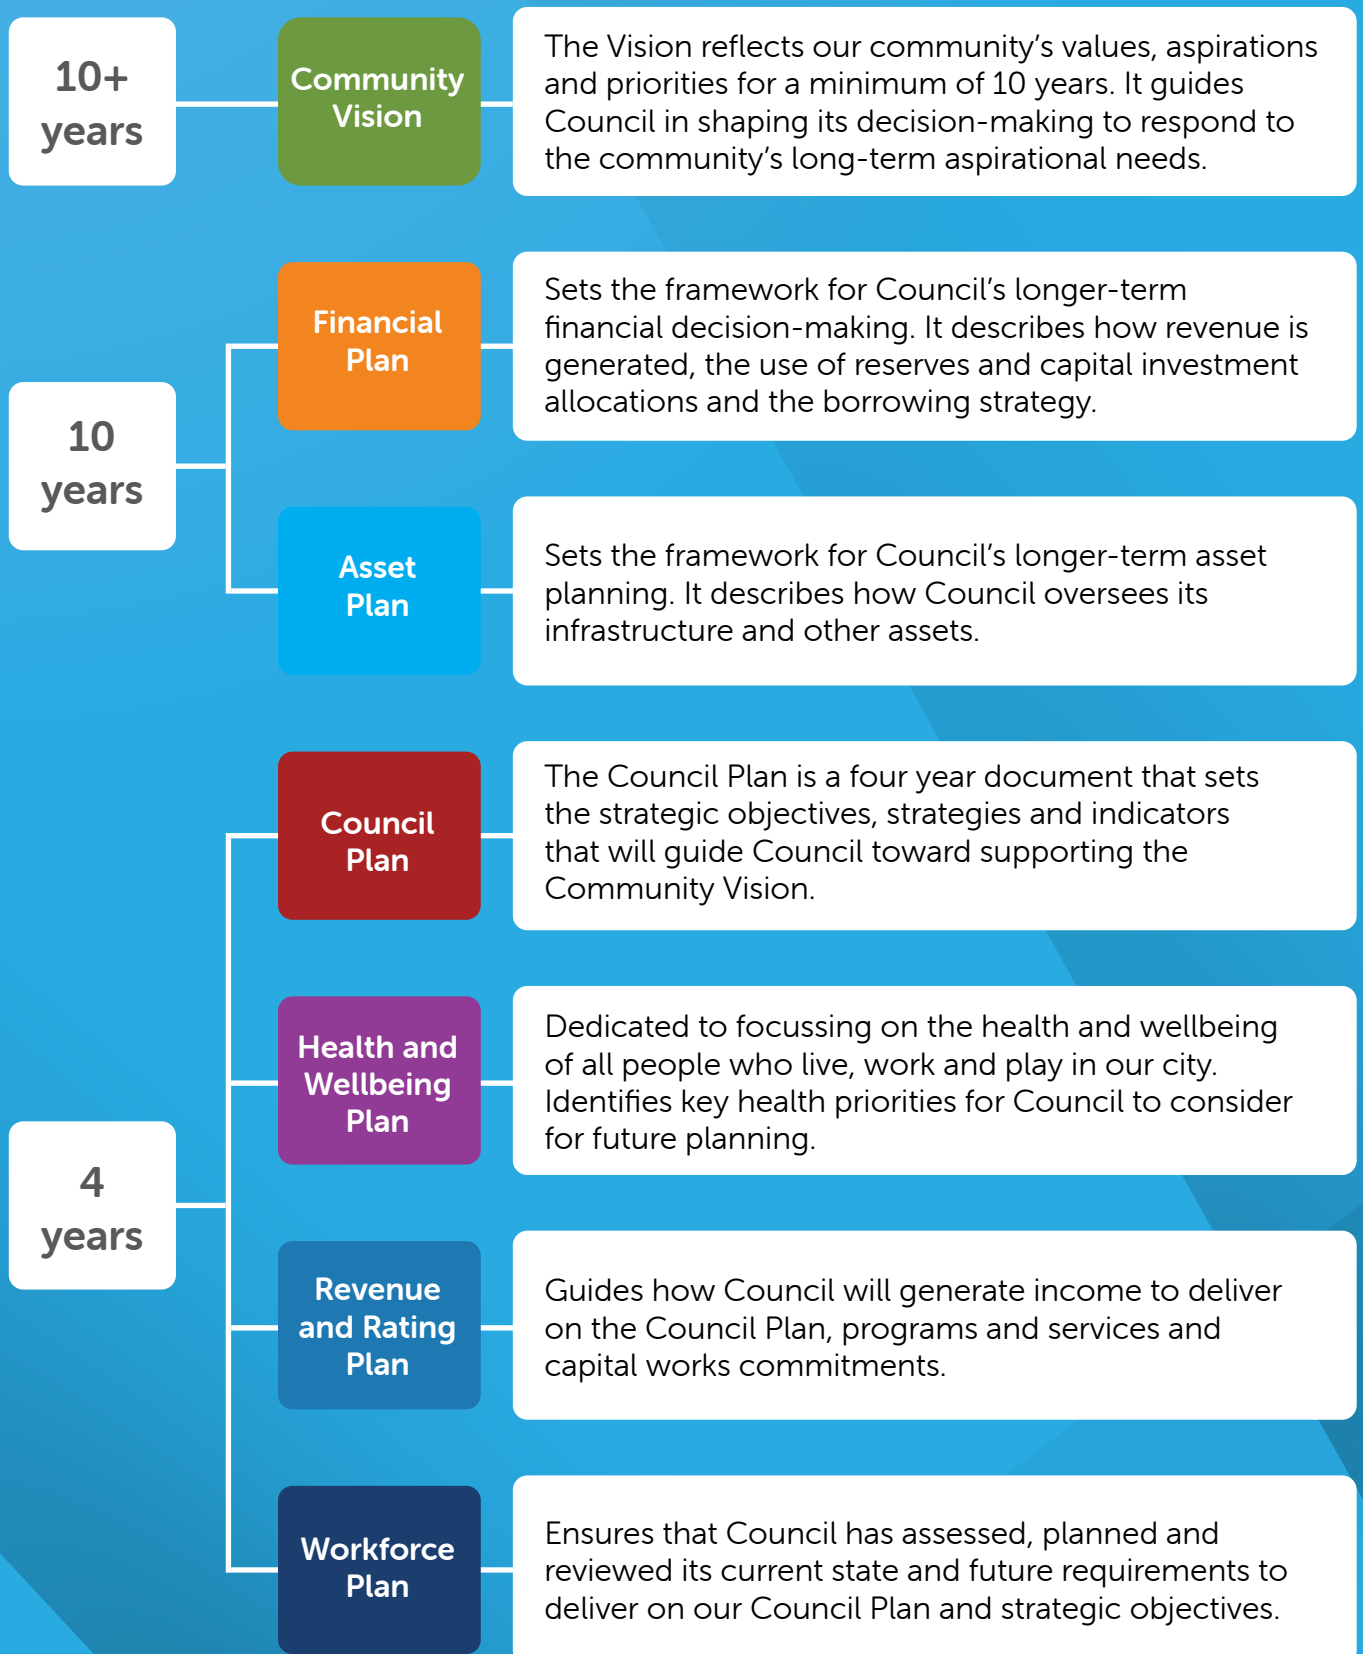 10+
years
Community
Vision
The Vision reflects our community’s values, aspirations
and priorities for a minimum of 10 years. It guides
Council in shaping its decision-making to respond to
the community’s long-term aspirational needs.
10
years
Financial
Plan
Sets the framework for Council’s longer-term
financial decision-making. It describes how revenue is
generated, the use of reserves and capital investment
allocations and the borrowing strategy.
Asset
Plan
Sets the framework for Council’s longer-term asset
planning. It describes how Council oversees its
infrastructure and other assets.
4
years
Council
Plan
The Council Plan is a four year document that sets
the strategic objectives, strategies and indicators
that will guide Council toward supporting the
Community Vision.
Health and
Wellbeing
Plan
Dedicated to focussing on the health and wellbeing
of all people who live, work and play in our city.
Identifies key health priorities for Council to consider
for future planning.
Revenue
and Rating
Plan
Guides how Council will generate income to deliver
on the Council Plan, programs and services and
capital works commitments.
Workforce
Plan
Ensures that Council has assessed, planned and
reviewed its current state and future requirements to
deliver on our Council Plan and strategic objectives.